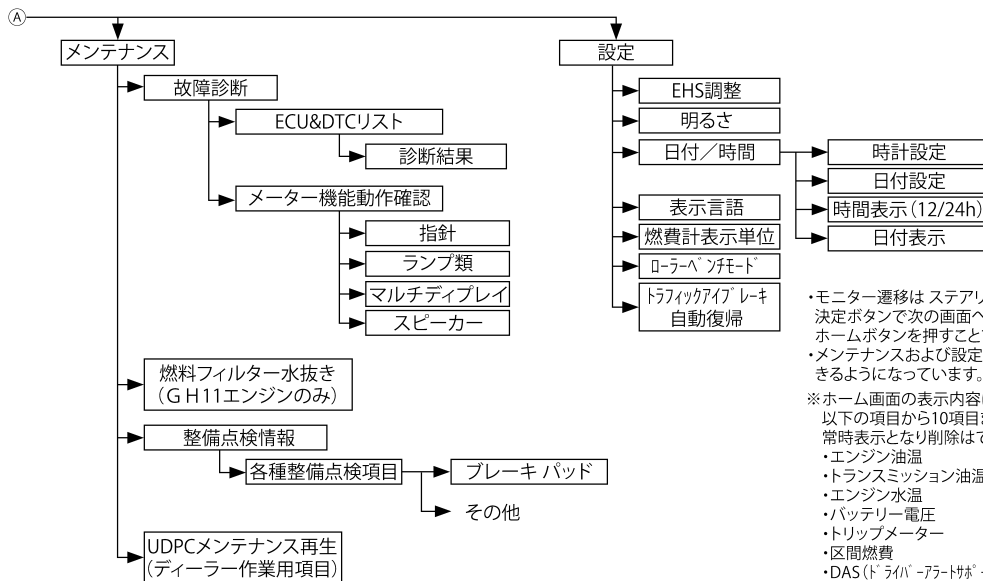 A
メンテナンス
故障診断
ECU&DTCリスト
診断結果
メーター機能動作確認
指針
ランプ類
マルチディプレイ
スピーカー
燃料フィルター水抜き
（ＧＨ11エンジンのみ）
整備点検情報
各種整備点検項目
ブレーキ パッド
その他
UDPCメンテナンス再生
(ディーラー作業用項目)
設定
EHS調整
明るさ
日付／時間
時計設定
日付設定
時間表示(12/24h)
日付表示
表示言語
燃費計表示単位
ﾛｰﾗｰﾍﾞﾝﾁﾓｰﾄﾞ
ﾄﾗﾌｨｯｸｱｲﾌﾞﾚｰｷ
自動復帰
・モニター遷移は ステアリ
決定ボタンで次の画面へ
ホームボタンを押すこと
・メンテナンスおよび設定
きるようになっています。
※ホーム画面の表示内容
以下の項目から10項目
常時表示となり削除は
・エンジン油温
・トランスミッション油温
・エンジン水温
・バッテリー電圧
・トリップメーター
・区間燃費
・DAS(ﾄﾞﾗｲﾊﾞｰｱﾗｰﾄｻﾎﾟｰ